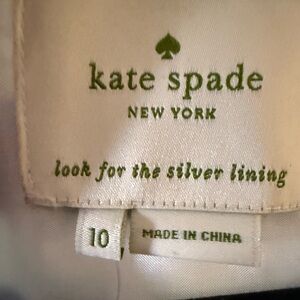 kate spade
NEW YORK
look for the silver lining
10
MADE IN CHINA